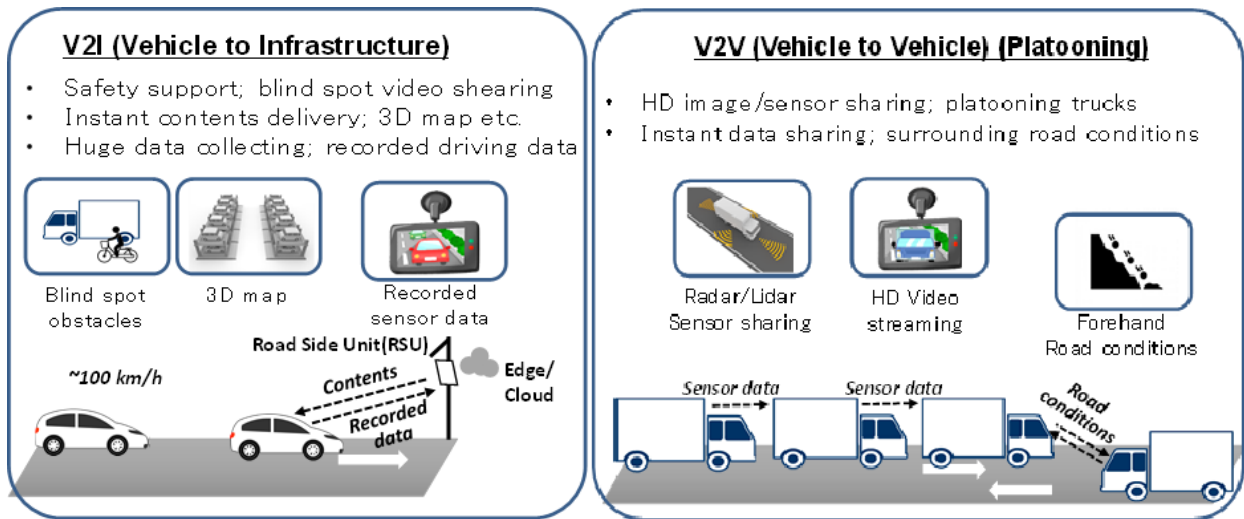 V2I (Vehicle to Infrastructure)
• Safety support; blind spot video shearing
• Instant contents delivery; 3D map etc.
• Huge data collecting; recorded driving data
Blind spot
obstacles
3D map
Recorded
sensor data
Road Side Unit(RSU)
Edge/
Cloud
~100 km/h
Contents
Recorded
data
V2V (Vehicle to Vehicle) (Platooning)
• HD image/sensor sharing; platooning trucks
• Instant data sharing; surrounding road conditions
Radar/Lidar
Sensor sharing
HD Video
streaming
Forehand
Road conditions
Sensor data
Sensor data
Road
conditions